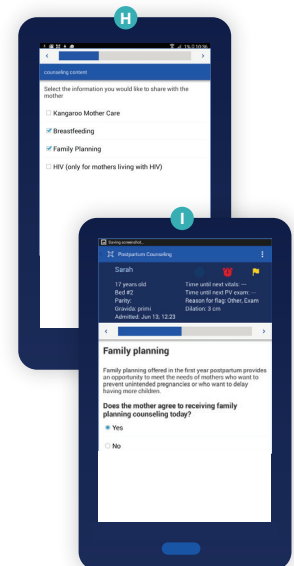 H
1% 10:36
counseling content
Select the information you would like to share with the
mother
Kangaroo Mother Care
Breastfeeding
Family Planning
HIV (only for mothers living with HIV)
I
Saving screenshot...
Postpartum Counseling
Sarah
17 years old
Bed #2
Parity:
Gravida: primi
Admitted: Jun 13, 12:23
Time until next vitals: ---
Time until next PV exam: ---
Reason for flag: Other, Exam
Dilation: 3 cm
Family planning
Family planning offered in the first year postpartum provides
an opportunity to meet the needs of mothers who want to
prevent unintended pregnancies or who want to delay
having more children.
Does the mother agree to receiving family
planning counseling today?
Yes
No